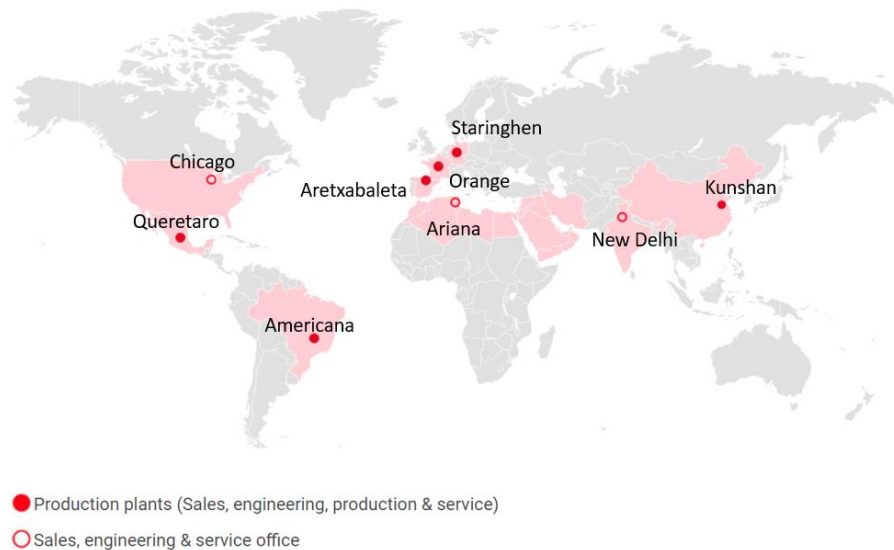 Staringhen
Chicago
Aretxabaleta
Orange
Kunshan
Queretaro
Ariana
New Delhi
Americana
Production plants (Sales, engineering, production & service)
Sales, engineering & service office